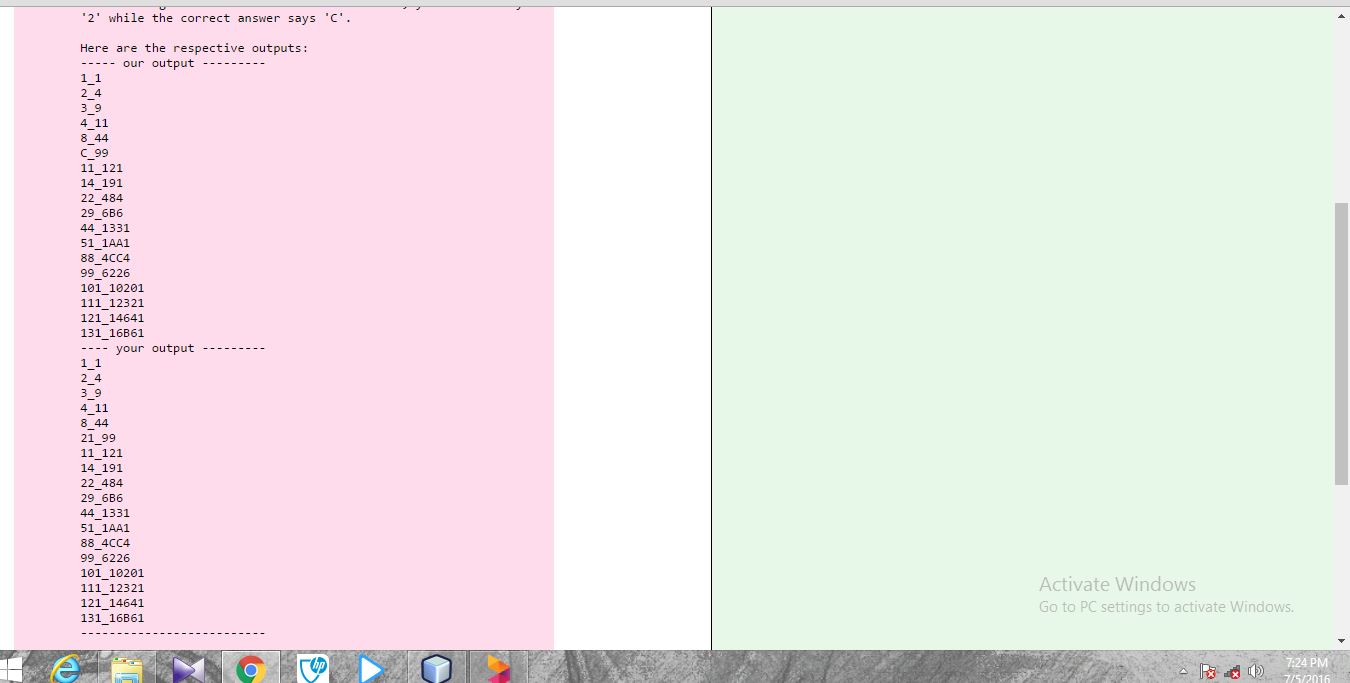 '2' while the correct answer says 'C'.
Here are the respective outputs:
----- our output ---------
1_1
2_4
3_9
4_11
8_44
C_99
11_121
14_191
22_484
29_6B6
44_1331
51_1AA1
88_4CC4
99_6226
101_10201
111_12321
121_14641
131_16B61
---- your output ---------
1_1
2_4
3_9
4_11
8_44
21_99
11_121
14_191
22_484
29_6B6
44_1331
51_1AA1
88_4CC4
99_6226
101_10201
111_12321
121_14641
131_16B61
--------------------------
Activate Windows
Go to PC settings to activate Windows.
hp
7:24 PM
7/5/2016